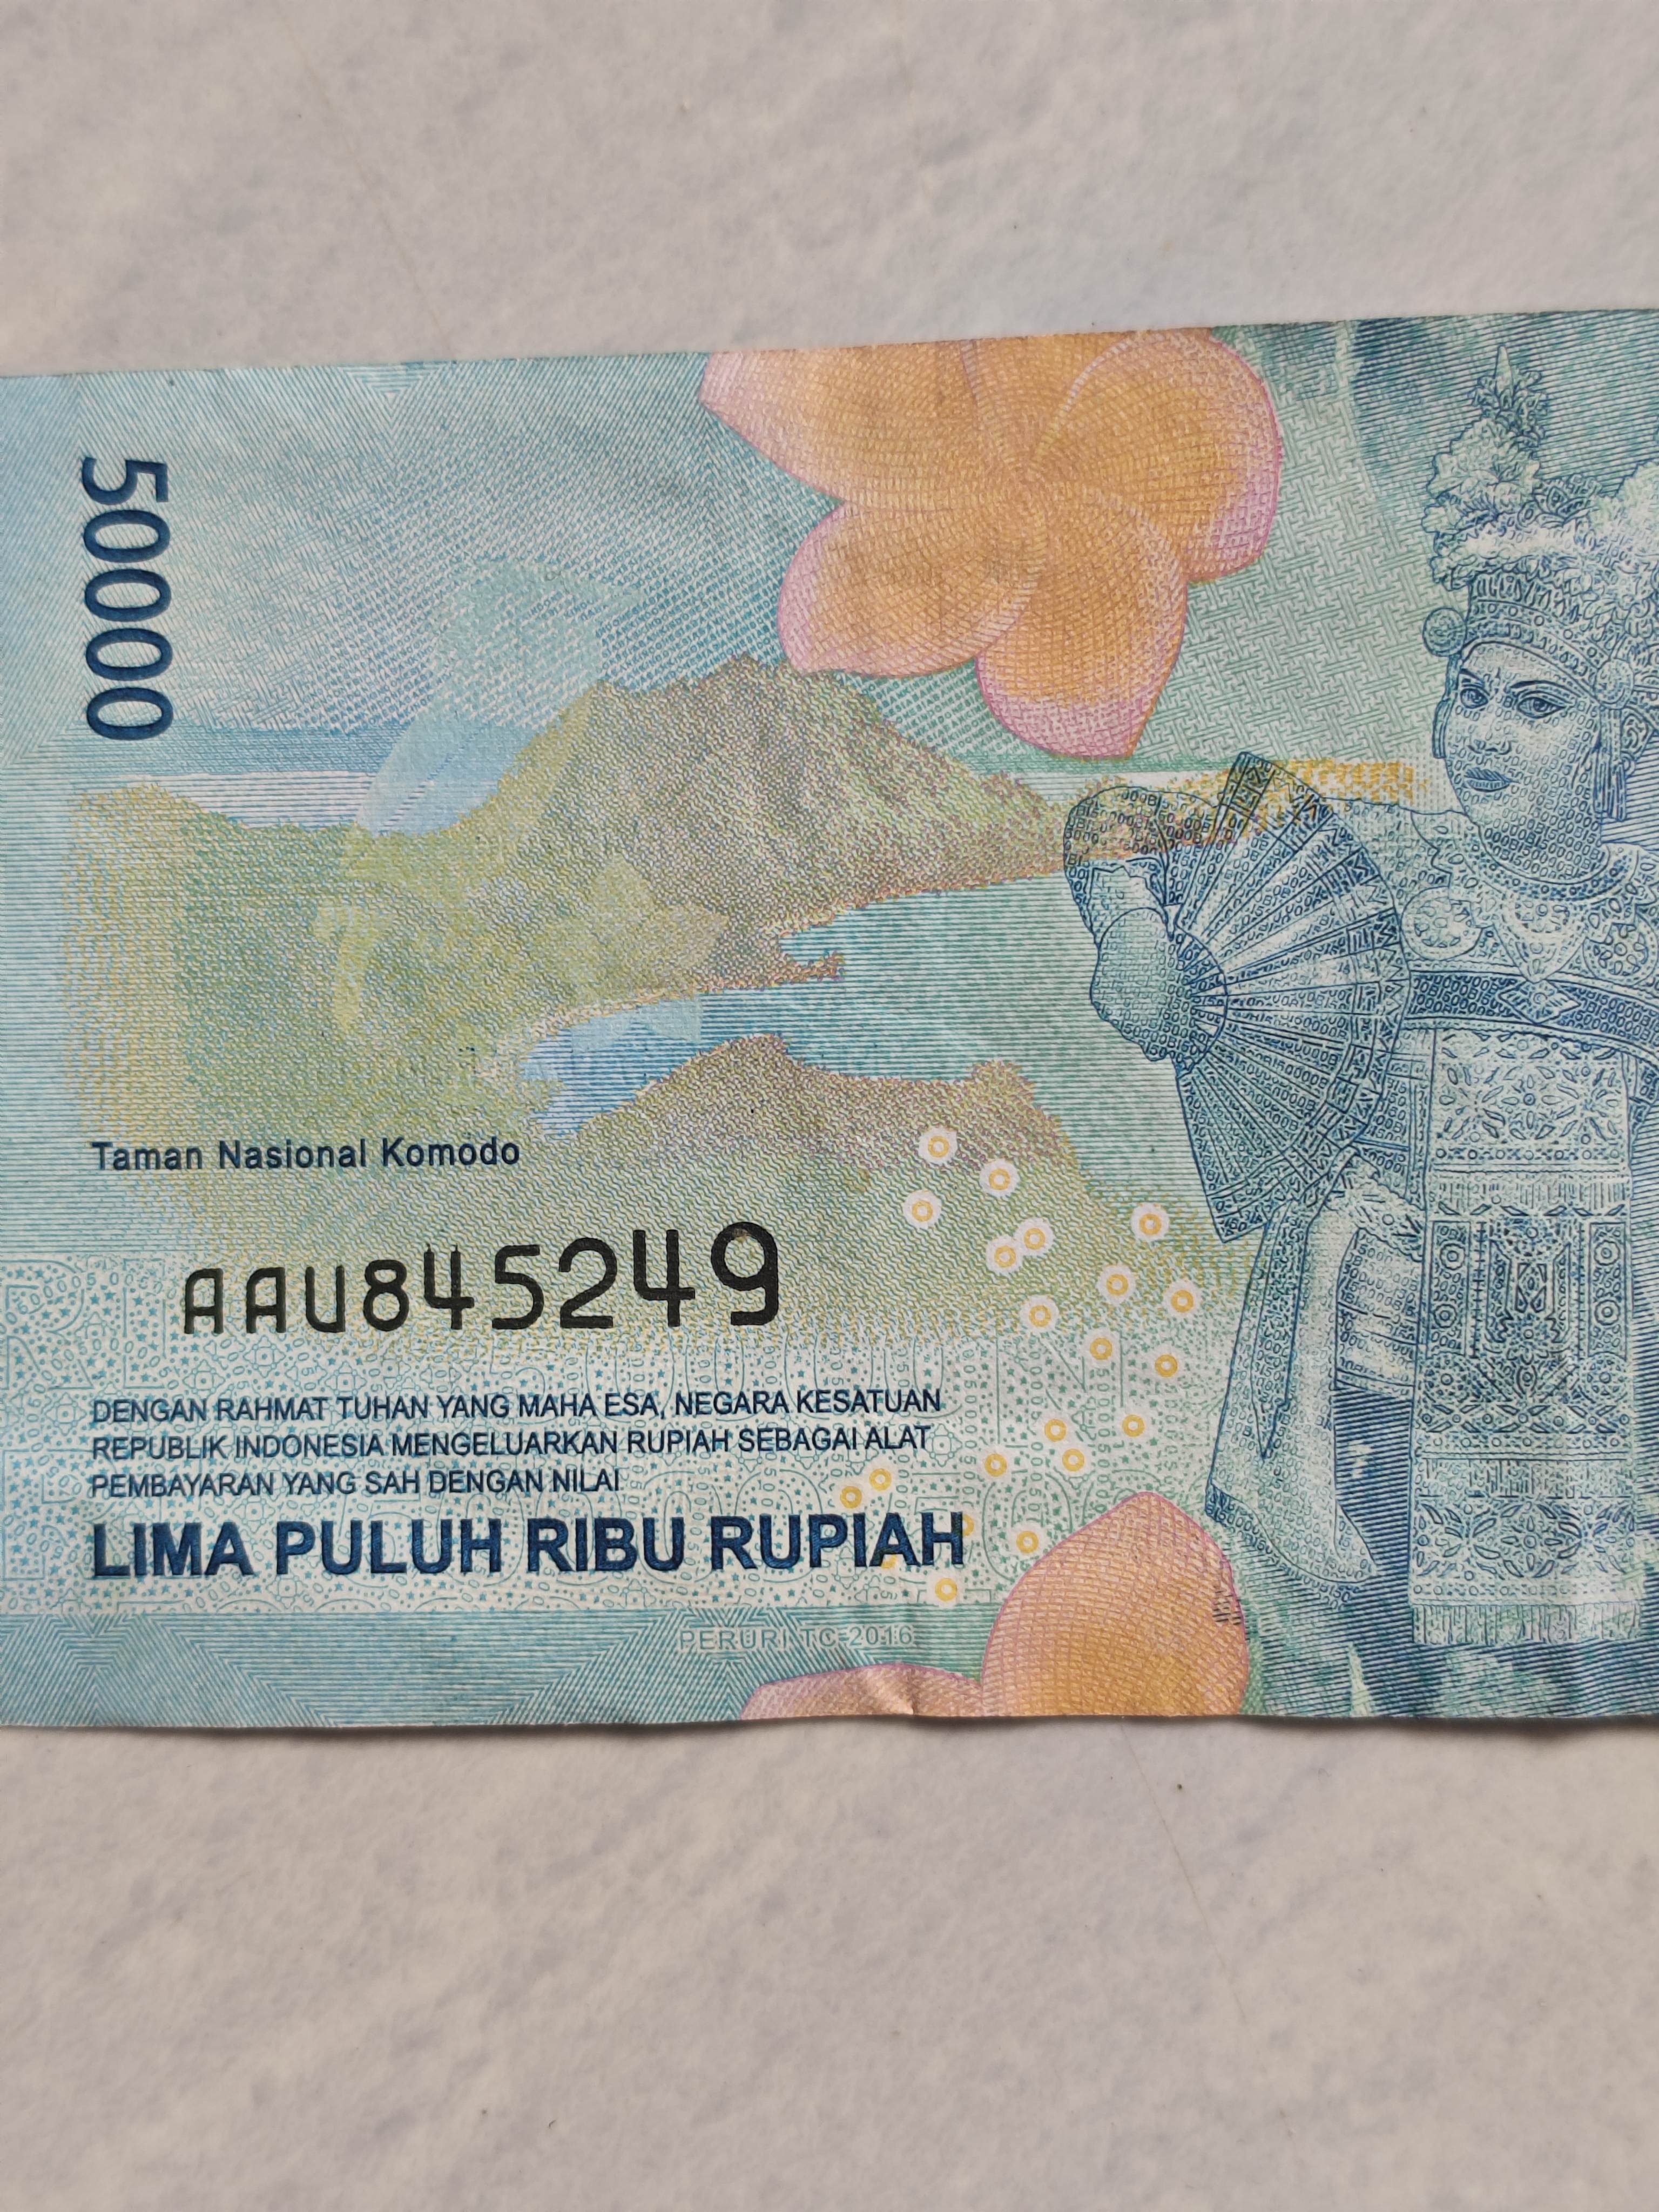 50000
Taman Nasional Komodo
AAU845249
DENGAN RAHMAT TUHAN YANG MAHA ESA, NEGARA KESATUAN
REPUBLIK INDONESIA MENGELUARKAN RUPIAH SEBAGAI ALAT
PEMBAYARAN YANG SAH DENGAN NILAI
LIMA PULUH RIBU RUPIAH
PERURI TC 2016